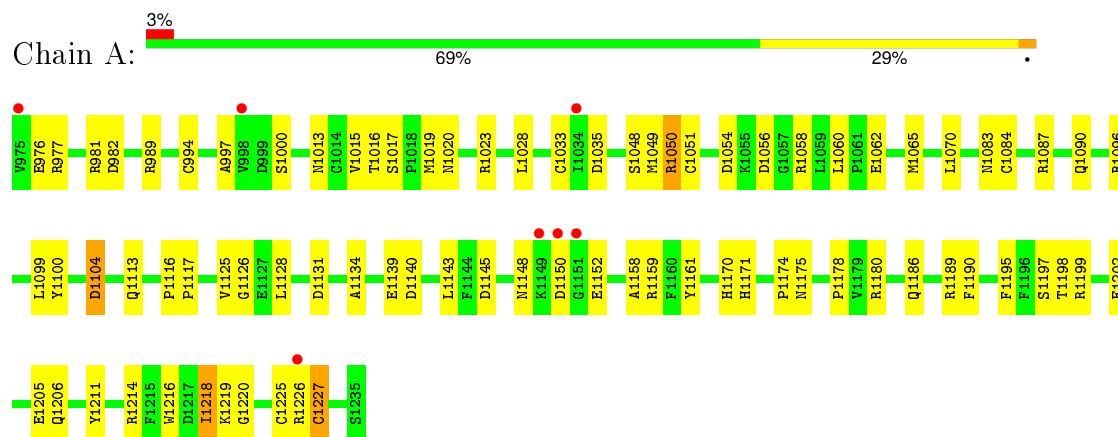 3%
Chain A:
69% 29% •
V975 E976 R977 R981 D982 R989 C994 A997 V998 D999 S1000 N1013 C1014 V1015 T1016 S1017 P1018 M1019 N1020 R1023 L1028 C1033 I1034 D1035 S1048 M1049 R1050 C1051 D1054 K1055 D1056 G1057 R1058 L1059 L1060 P1061 E1062 M1065 L1070 N1083 C1084 R1087 Q1090
L1099 Y1100 D1104 Q1113 P1116 P1117 V1125 G1126 E1127 L1128 D1131 A1134 E1139 D1140 L1143 F1144 D1145 N1148 K1149 D1150 G1151 E1152 A1158 R1159 F1160 Y1161 H1170 H1171 P1174 N1175 P1178 V1179 R1180 Q1186 R1189 F1190 F1195 F1196 S1197 T1198 R1199
E1205 Q1206 Y1211 R1214 F1215 W1216 D1217 I1218 K1219 G1220 C1225 R1226 C1227 S1235